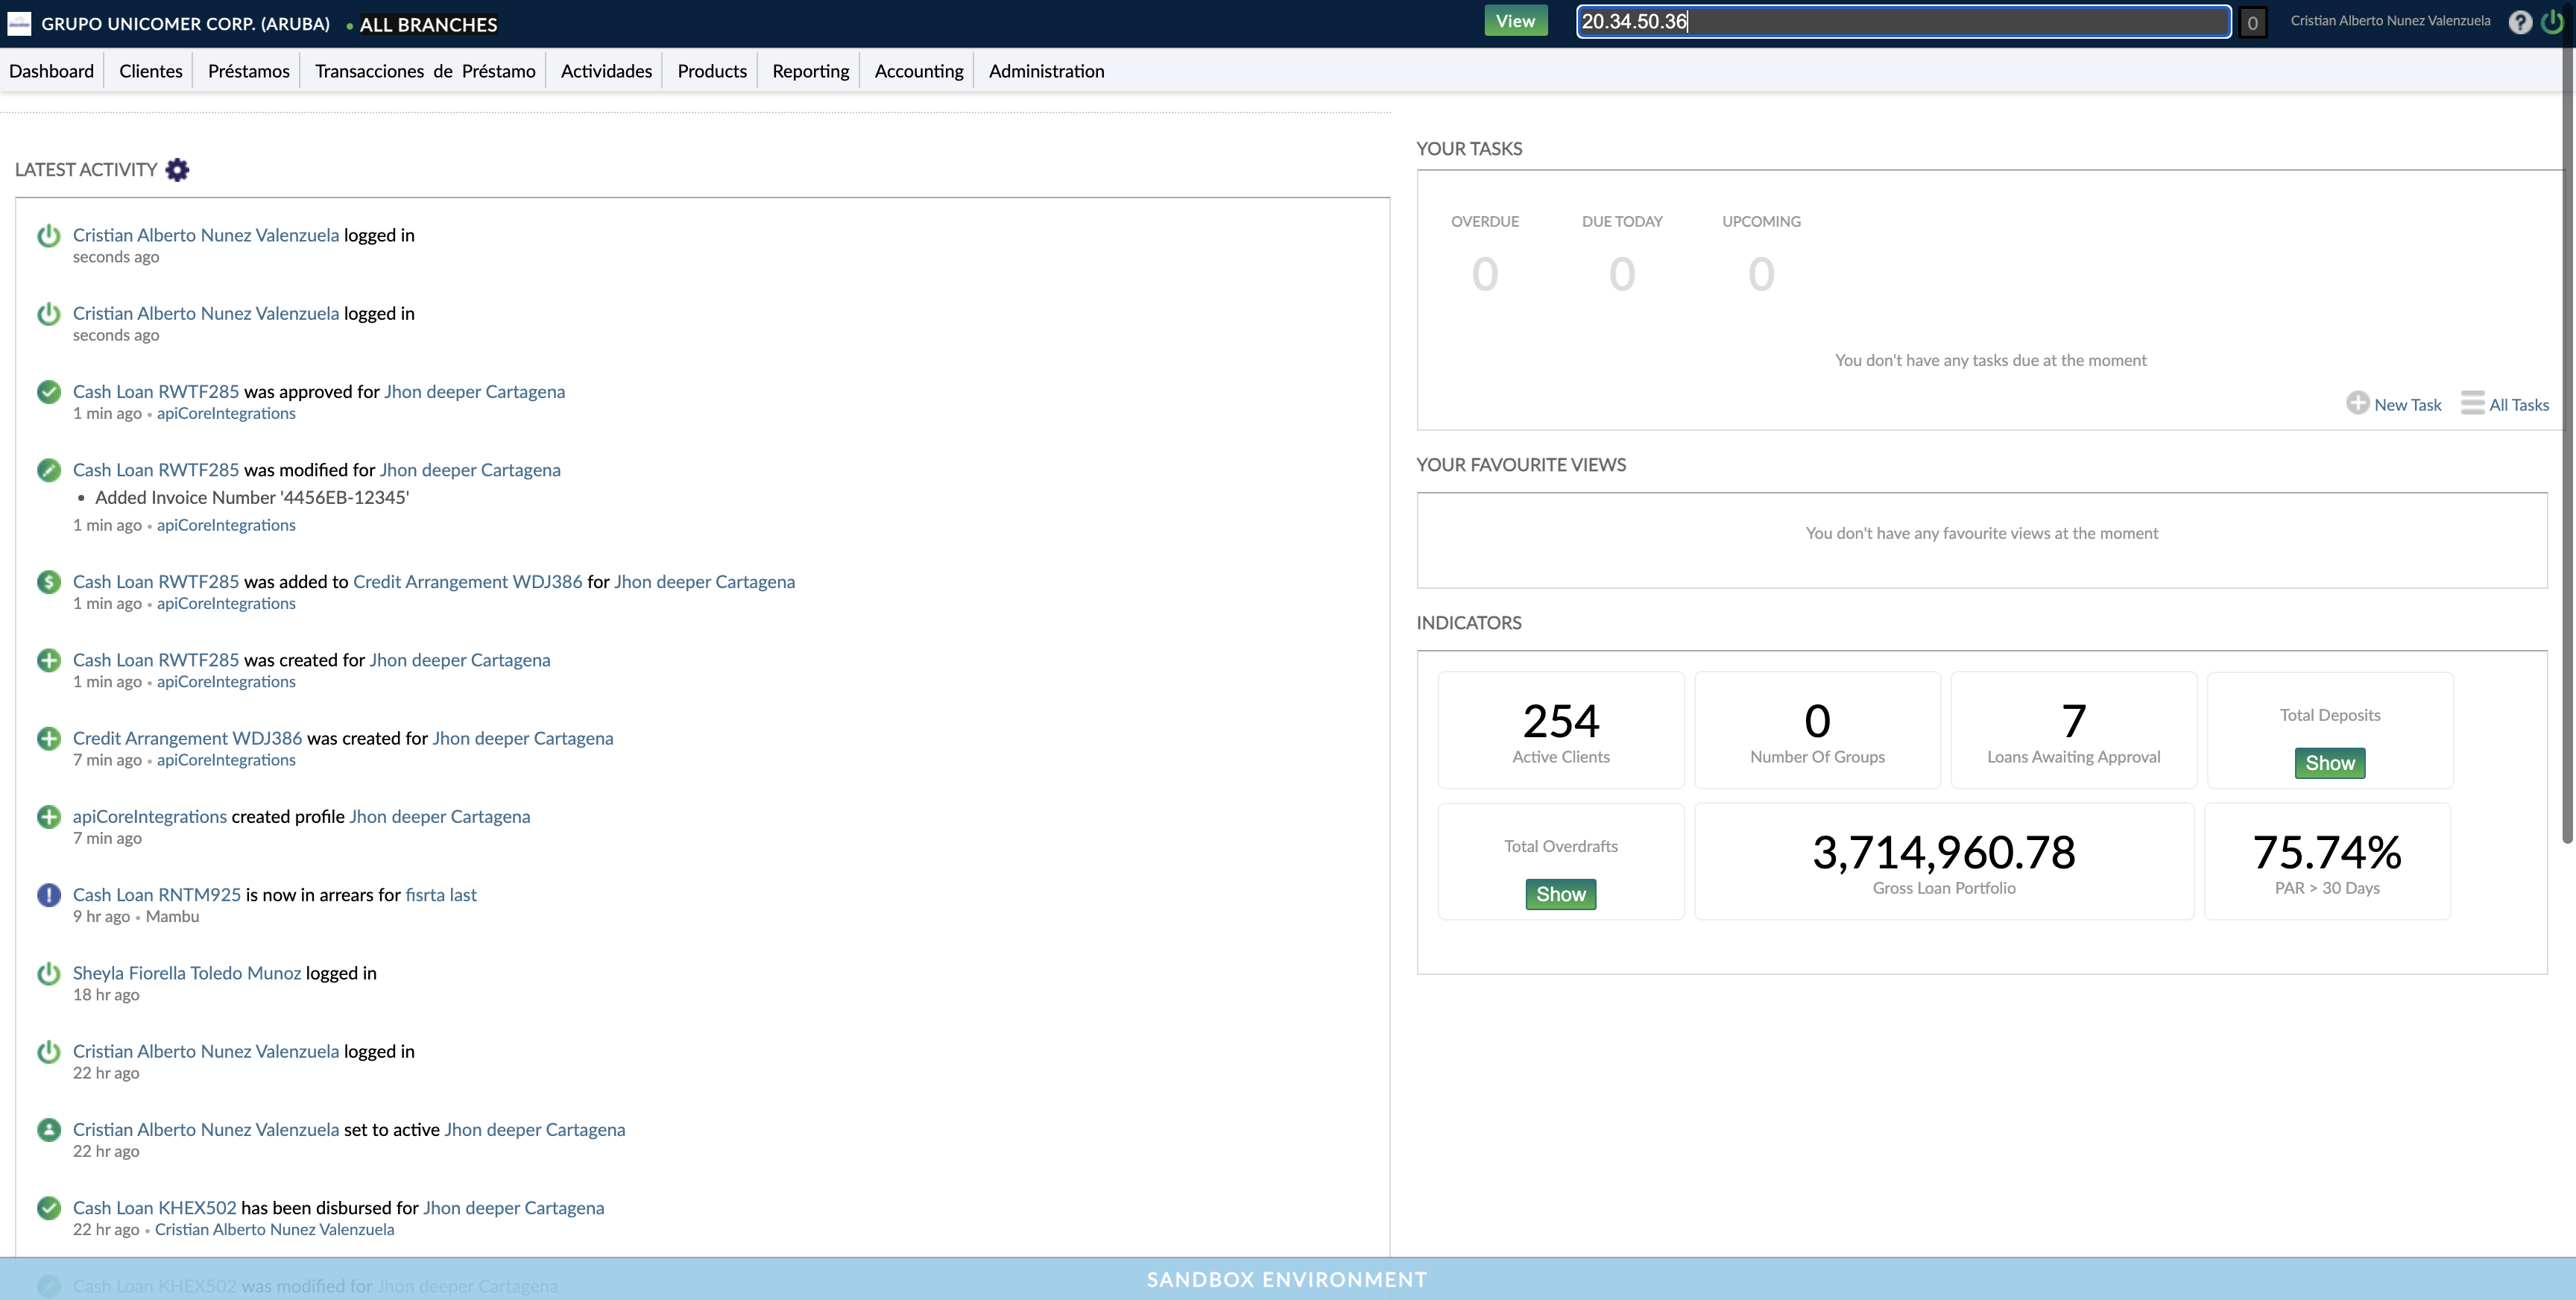 GRUPO UNICOMER CORP. (ARUBA) • ALL BRANCHES
View
20.34.50.36
0
Cristian Alberto Nunez Valenzuela
?
Dashboard
Clientes
Préstamos
Transacciones de Préstamo
Actividades
Products
Reporting
Accounting
Administration
LATEST ACTIVITY
Cristian Alberto Nunez Valenzuela logged in
seconds ago
Cristian Alberto Nunez Valenzuela logged in
seconds ago
Cash Loan RWTF285 was approved for Jhon deeper Cartagena
1 min ago • apiCoreIntegrations
Cash Loan RWTF285 was modified for Jhon deeper Cartagena
• Added Invoice Number '4456EB-12345'
1 min ago • apiCoreIntegrations
Cash Loan RWTF285 was added to Credit Arrangement WDJ386 for Jhon deeper Cartagena
1 min ago • apiCoreIntegrations
Cash Loan RWTF285 was created for Jhon deeper Cartagena
1 min ago • apiCoreIntegrations
Credit Arrangement WDJ386 was created for Jhon deeper Cartagena
7 min ago • apiCoreIntegrations
apiCoreIntegrations created profile Jhon deeper Cartagena
7 min ago
Cash Loan RNTM925 is now in arrears for fisrta last
9 hr ago • Mambu
Sheyla Fiorella Toledo Munoz logged in
18 hr ago
Cristian Alberto Nunez Valenzuela logged in
22 hr ago
Cristian Alberto Nunez Valenzuela set to active Jhon deeper Cartagena
22 hr ago
Cash Loan KHEX502 has been disbursed for Jhon deeper Cartagena
22 hr ago • Cristian Alberto Nunez Valenzuela
Cash Loan KHEX502 was modified for Jhon deeper Cartagena
YOUR TASKS
OVERDUE
DUE TODAY
UPCOMING
0
0
0
You don't have any tasks due at the moment
New Task
All Tasks
YOUR FAVOURITE VIEWS
You don't have any favourite views at the moment
INDICATORS
254
Active Clients
0
Number Of Groups
7
Loans Awaiting Approval
Total Deposits
Show
Total Overdrafts
Show
3,714,960.78
Gross Loan Portfolio
75.74%
PAR > 30 Days
SANDBOX ENVIRONMENT